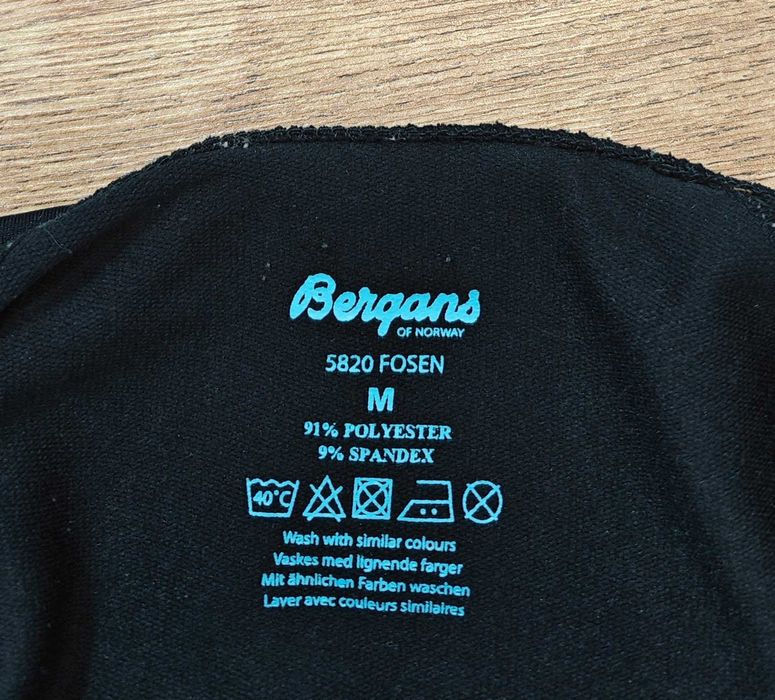 Bergans
OF NORWAY
5820 FOSEN
M
91% POLYESTER
9% SPANDEX
40°C
Wash with similar colours
Vaskes med lignende farger
Mit ähnlichen Farben waschen
Laver avec couleurs similaires